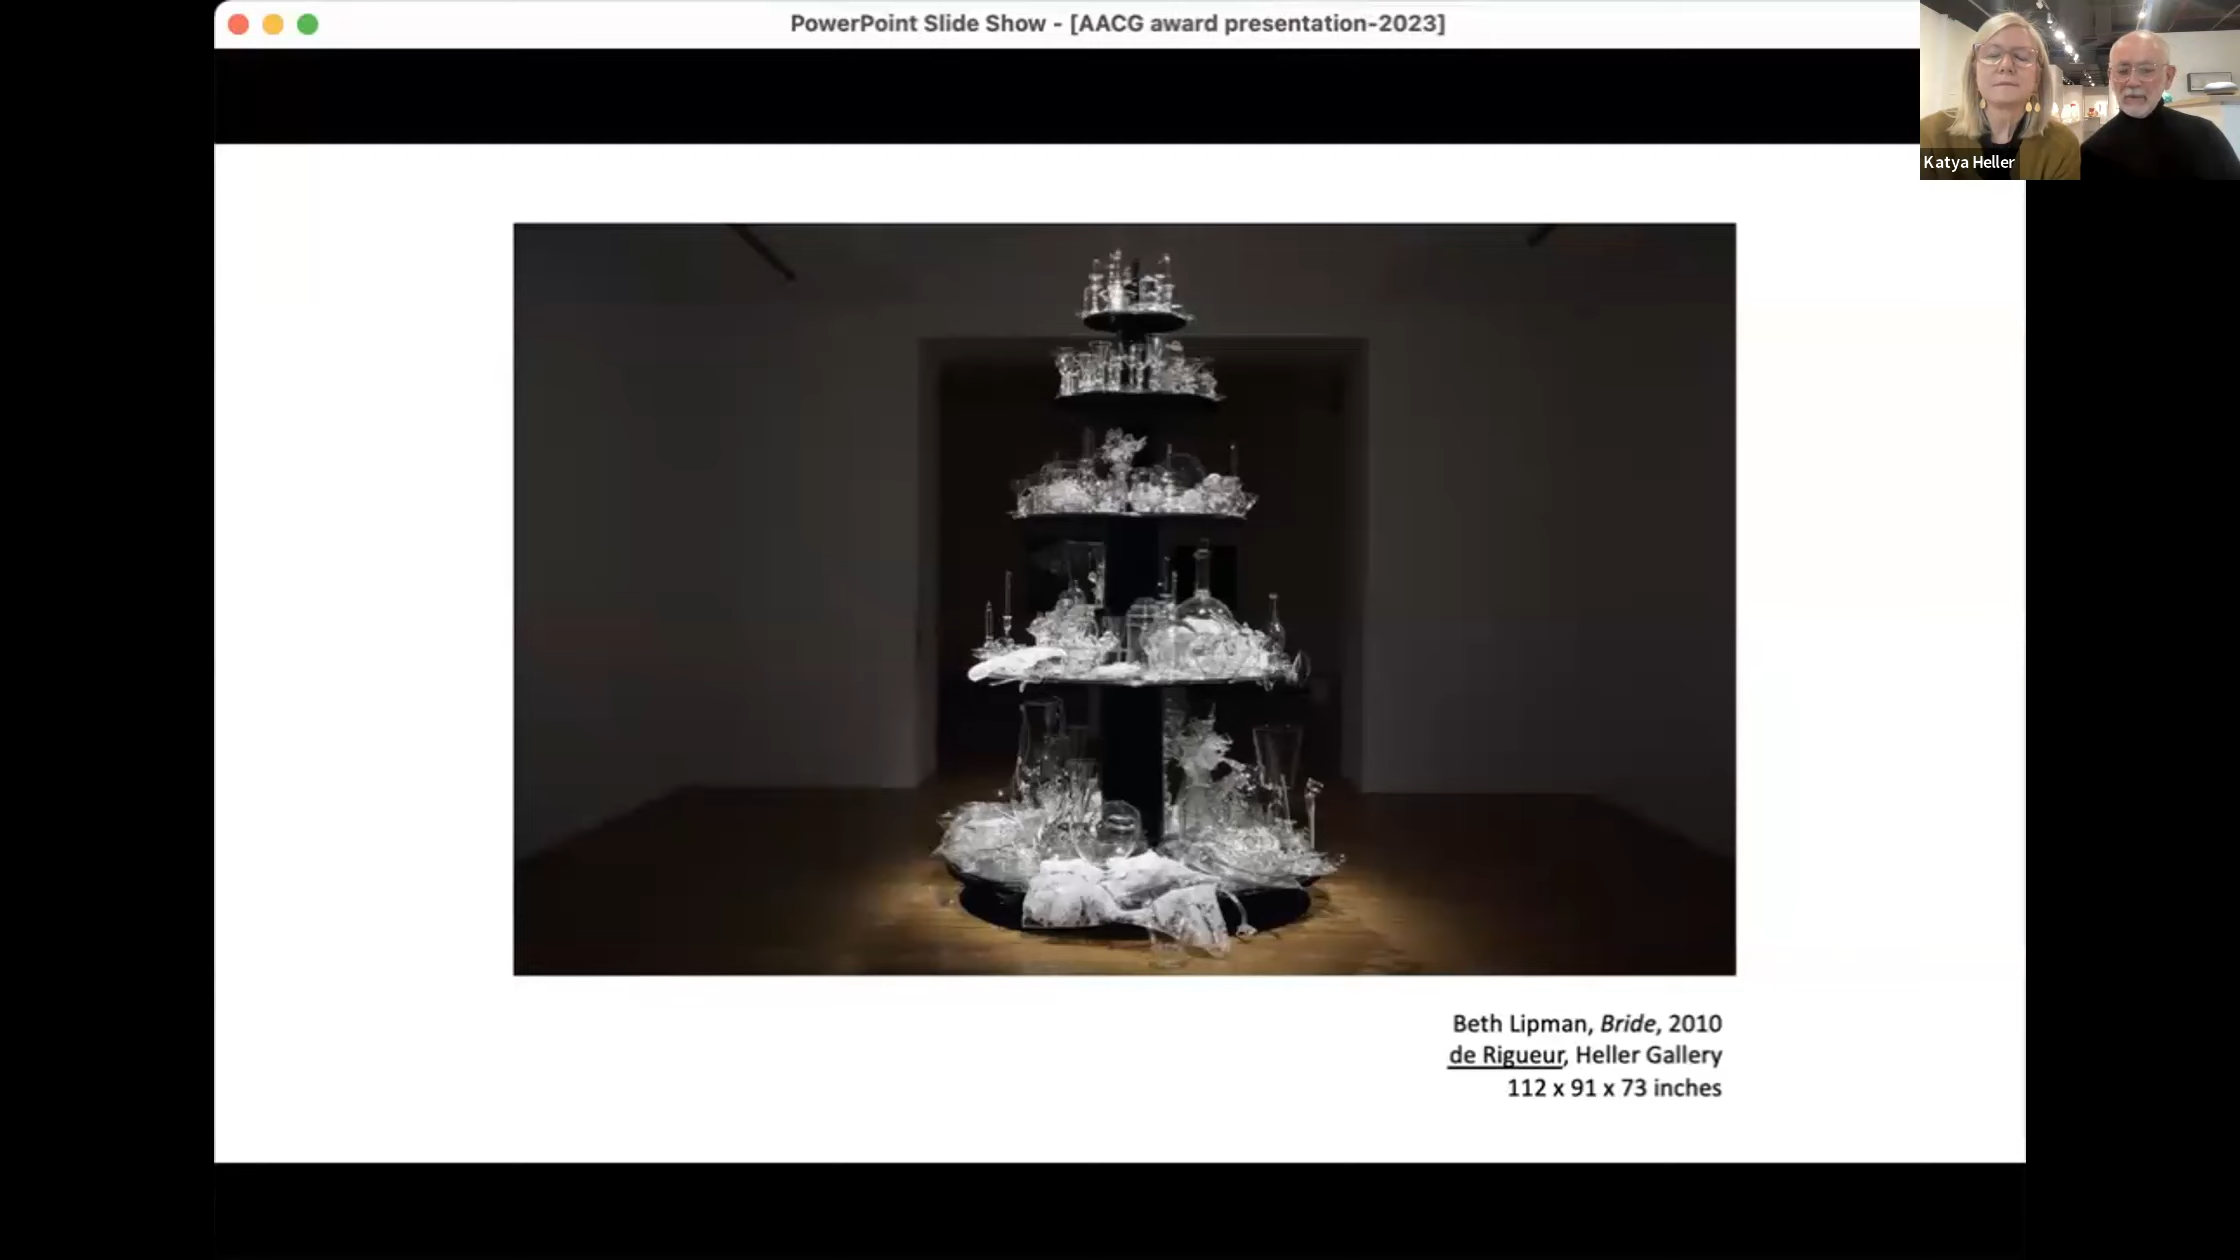 PowerPoint Slide Show - [AACG award presentation-2023]
Katya Heller
Beth Lipman, Bride, 2010
de Rigueur, Heller Gallery
112 x 91 x 73 inches